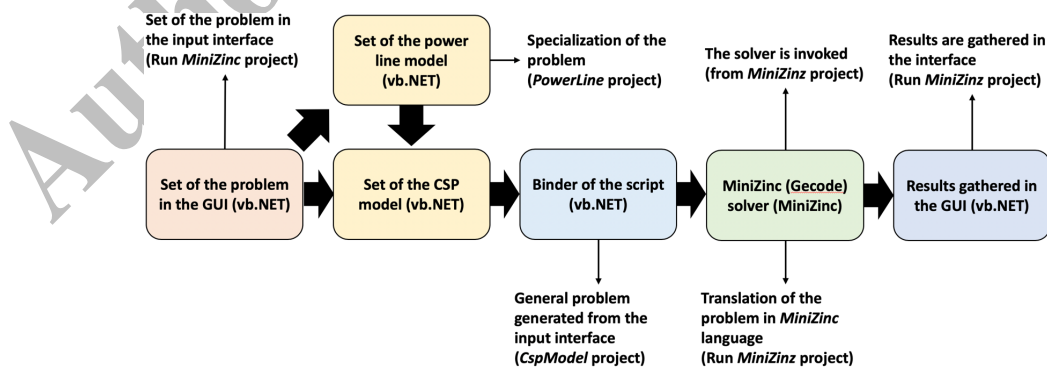 Auth
Set of the problem in
the input interface
(Run MiniZinc project)
Set of the power
line model
(vb.NET)
Specialization of the
problem
(PowerLine project)
The solver is invoked
(from MiniZinz project)
Results are gathered in
the interface
(Run MiniZinz project)
Set of the problem
in the GUI (vb.NET)
Set of the CSP
model (vb.NET)
Binder of the script
(vb.NET)
MiniZinc (Gecode)
solver (MiniZinc)
Results gathered in
the GUI (vb.NET)
General problem
generated from the
input interface
(CspModel project)
Translation of the
problem in MiniZinc
language
(Run MiniZinz project)